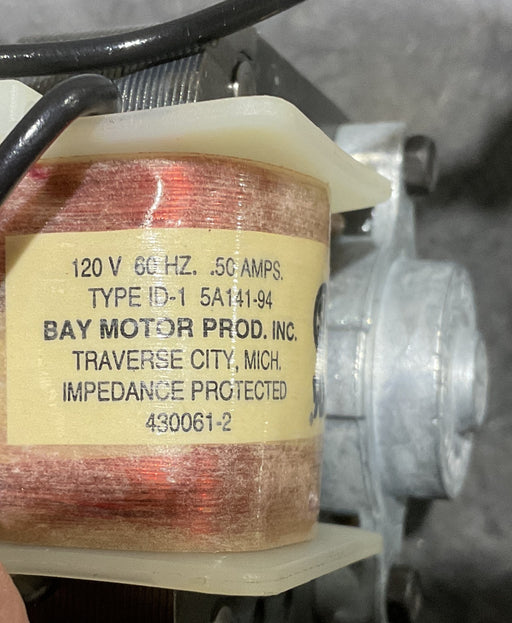 120 V 60 HZ. .50 AMPS.
TYPE ID-1 5A141-94
BAY MOTOR PROD. INC.
TRAVERSE CITY, MICH.
IMPEDANCE PROTECTED
430061-2